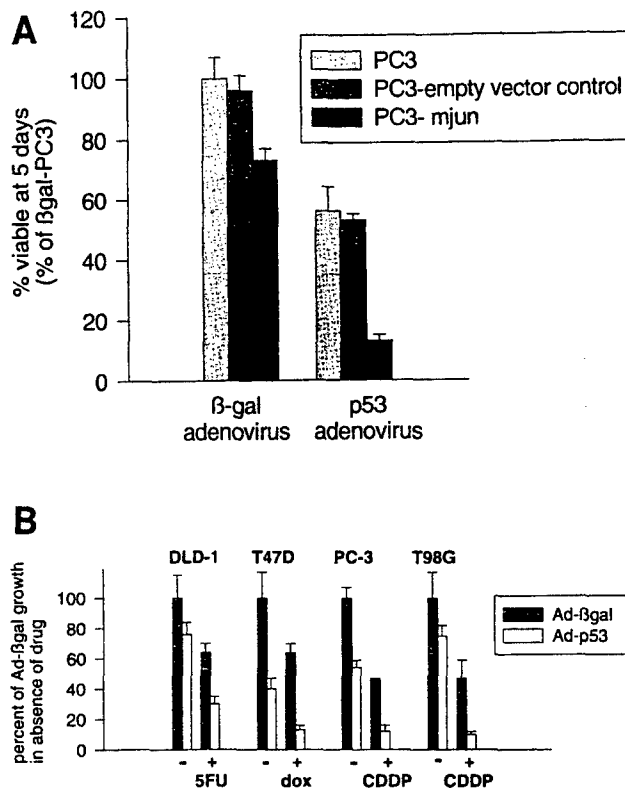 A
120
100
80
60
40
20
0
% viable at 5 days
(% of ßgal-PC3)
PC3
PC3-empty vector control
PC3- mjun
ß-gal
adenovirus
p53
adenovirus
B
DLD-1 T47D PC-3 T98G
100
80
60
40
20
0
percent of Ad-ßgal growth
in absence of drug
Ad-ßgal
Ad-p53
- + - + - + - +
5FU dox CDDP CDDP